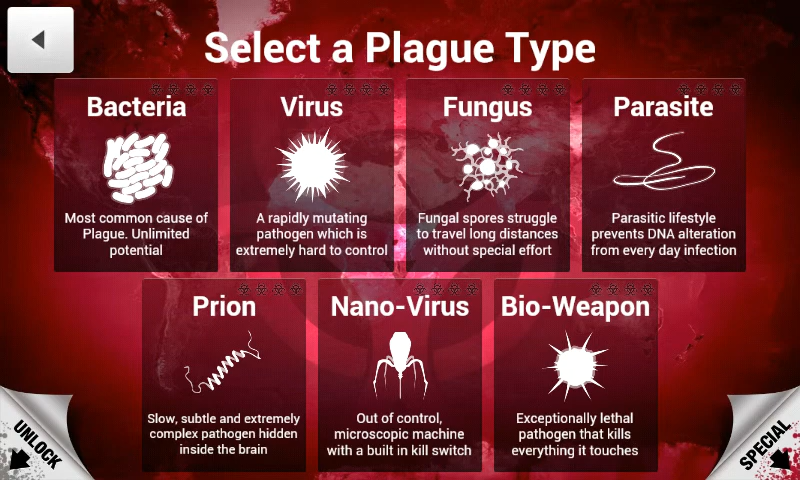 Select a Plague Type
Bacteria
Most common cause of
Plague. Unlimited
potential
Virus
A rapidly mutating
pathogen which is
extremely hard to control
Fungus
Fungal spores struggle
to travel long distances
without special effort
Parasite
Parasitic lifestyle
prevents DNA alteration
from every day infection
Prion
Slow, subtle and extremely
complex pathogen hidden
inside the brain
Nano-Virus
Out of control,
microscopic machine
with a built in kill switch
Bio-Weapon
Exceptionally lethal
pathogen that kills
everything it touches
UNLOCK
SPECIAL